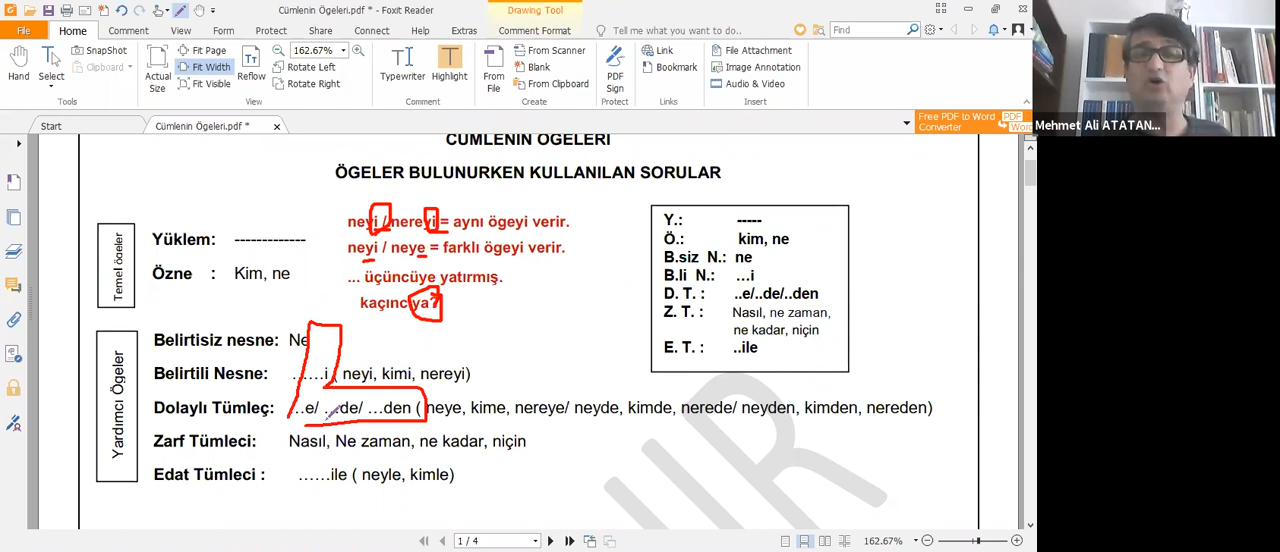 Cümlenin Ögeleri.pdf * - Foxit Reader
Drawing Tool
File Home Comment View Form Protect Share Connect Help Extras Comment Format Tell me what you want to do.. Find
Hand
Select
SnapShot
Clipboard
Actual Size
Fit Page
Fit Width
Fit Visible
Reflow
162.67%
Rotate Left
Rotate Right
Typewriter
Highlight
From File
From Scanner
Blank
From Clipboard
PDF Sign
Link
Bookmark
File Attachment
Image Annotation
Audio & Video
Tools View Comment Create Protect Links Insert
Start
Cümlenin Ögeleri.pdf *
Free PDF to Word Converter
PDF
Word
Mehmet Ali ATATAN...
CÜMLENİN ÖGELERİ
ÖGELER BULUNURKEN KULLANILAN SORULAR
Temel ögeler
Yüklem: -------------
Özne : Kim, ne
neyi / nereyi = aynı ögeyi verir.
neyi / neye = farklı ögeyi verir.
... üçüncüye yatırmış.
kaçıncıya?
Y.: -----
Ö.: kim, ne
B.siz N.: ne
B.li N.: ...i
D. T. : ..e/..de/..den
Z. T. : Nasıl, ne zaman,
ne kadar, niçin
E. T. : ..ile
Yardımcı Ögeler
Belirtisiz nesne: Ne
Belirtili Nesne: ……i ( neyi, kimi, nereyi)
Dolaylı Tümleç: …e/ …de/ …den ( neye, kime, nereye/ neyde, kimde, nerede/ neyden, kimden, nereden)
Zarf Tümleci: Nasıl, Ne zaman, ne kadar, niçin
Edat Tümleci : ……ile ( neyle, kimle)
UR
1 / 4
162.67%